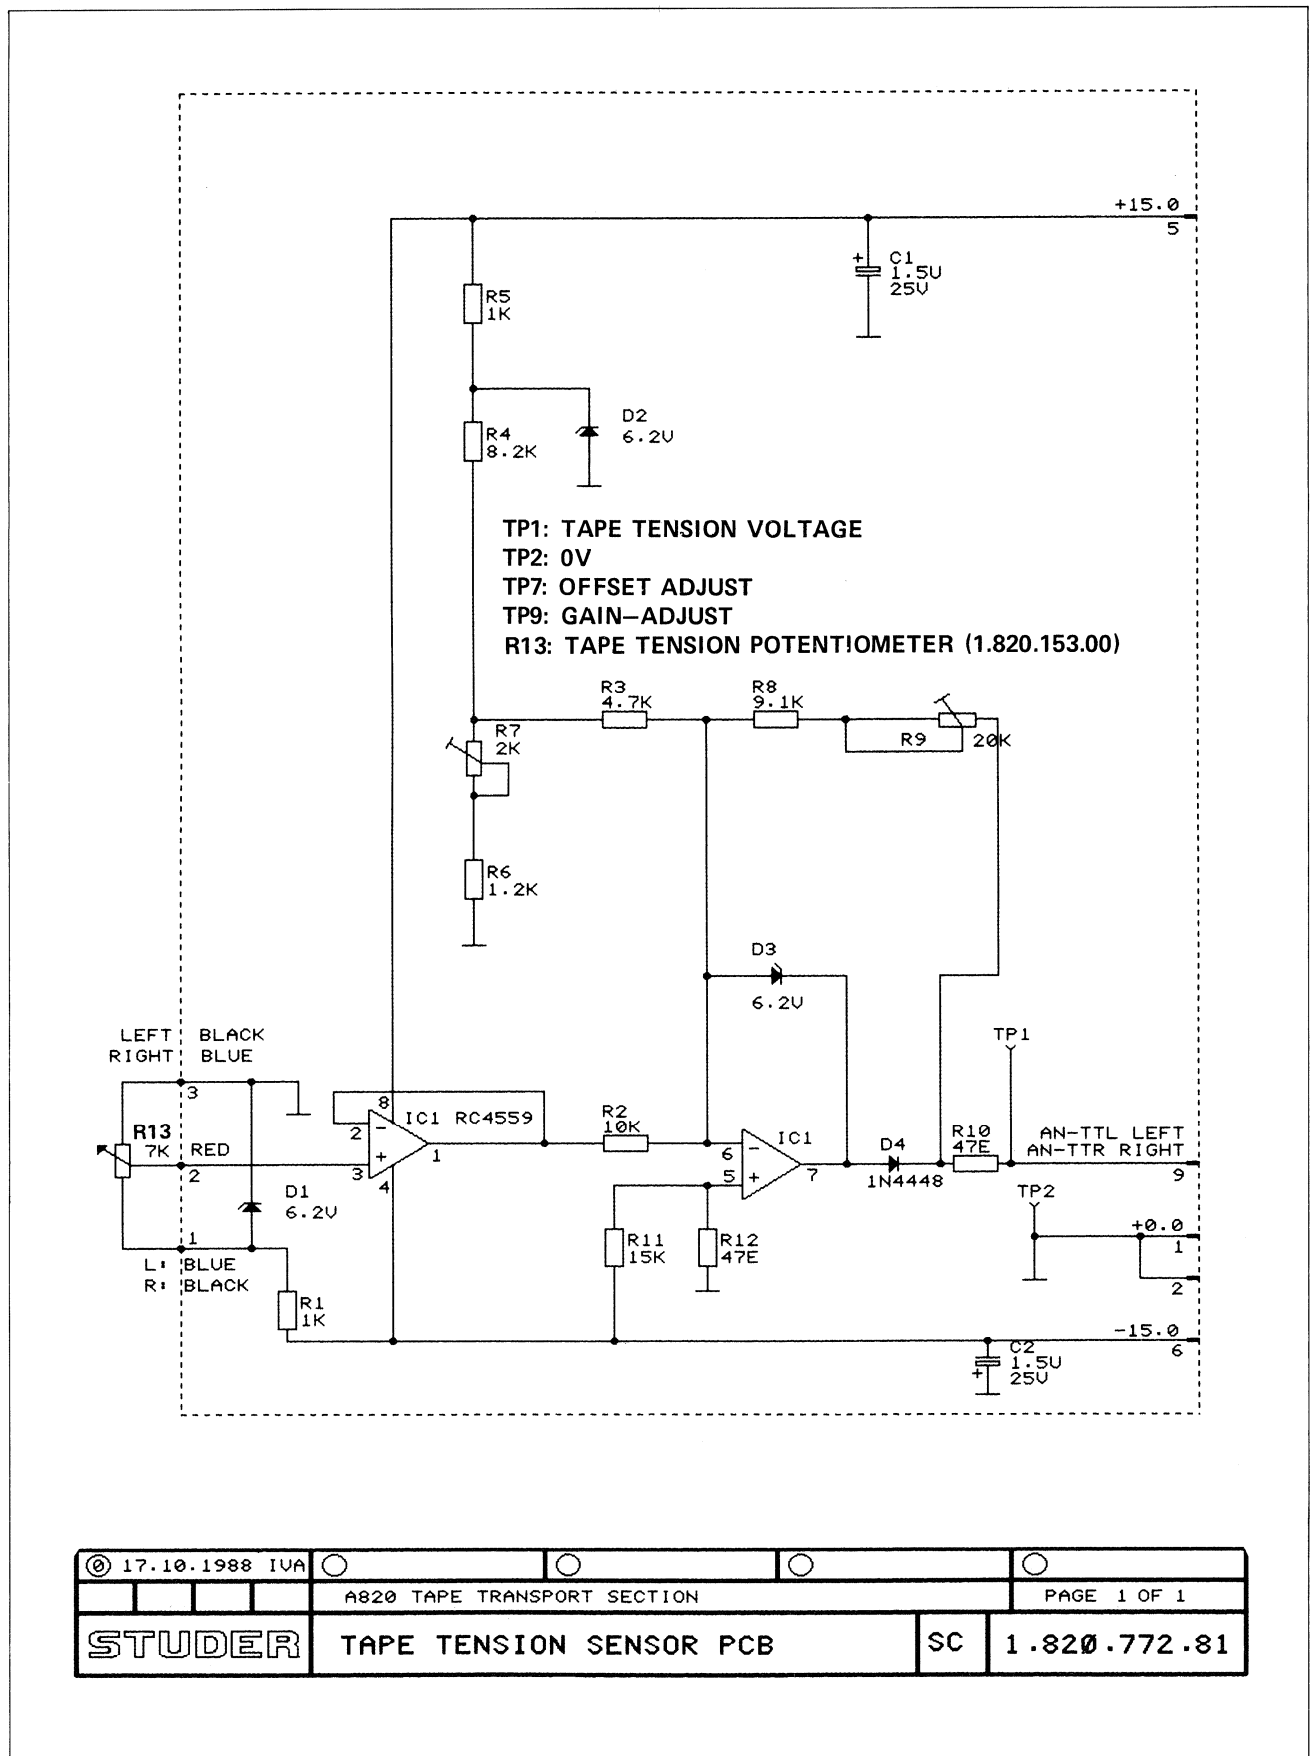 +15.0
5
C1
1.5U
25V
R5
1K
D2
6.2V
R4
8.2K
TP1: TAPE TENSION VOLTAGE
TP2: 0V
TP7: OFFSET ADJUST
TP9: GAIN–ADJUST
R13: TAPE TENSION POTENTIOMETER (1.820.153.00)
R3
4.7K
R8
9.1K
R7
2K
R9
20K
R6
1.2K
D3
6.2V
LEFT BLACK
RIGHT BLUE
3
TP1
8
IC1 RC4559
2
-
+
3
1
4
R13
7K
RED
2
R2
10K
6
-
IC1
5
+
7
D4
1N4448
R10
47E
AN-TTL LEFT
AN-TTR RIGHT
9
D1
6.2V
TP2
1
L: BLUE
R: BLACK
R11
15K
R12
47E
+0.0
1
2
R1
1K
-15.0
6
C2
1.5U
25V
+
+
⓪ 17.10.1988 IVA
A820 TAPE TRANSPORT SECTION
PAGE 1 OF 1
STUDER
TAPE TENSION SENSOR PCB
SC
1.820.772.81